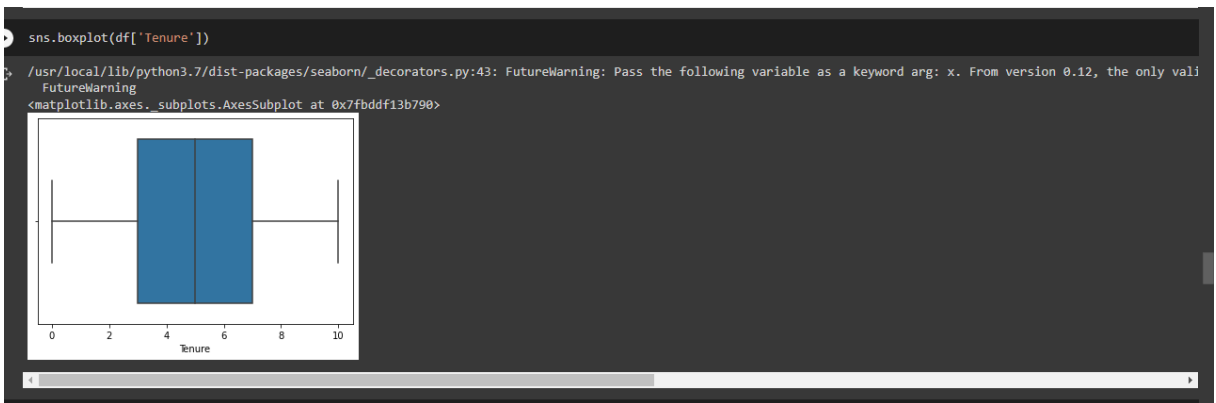 sns.boxplot(df['Tenure'])
/usr/local/lib/python3.7/dist-packages/seaborn/_decorators.py:43: FutureWarning: Pass the following variable as a keyword arg: x. From version 0.12, the only vali
FutureWarning
<matplotlib.axes._subplots.AxesSubplot at 0x7fbddf13b790>
0 2 4 6 8 10
Tenure